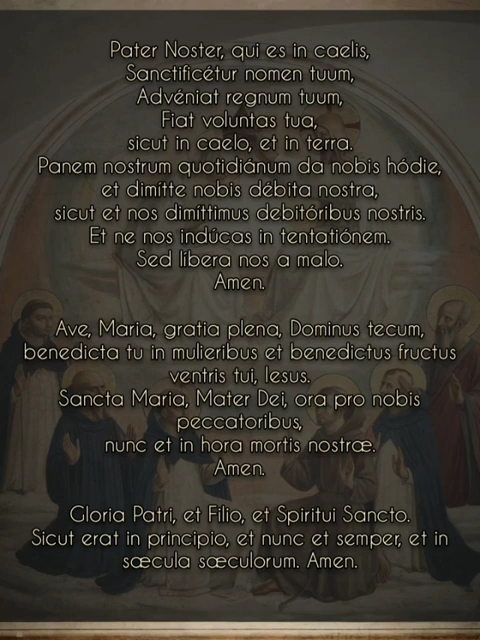 Pater Noster, qui es in caelis,
Sanctificétur nomen tuum,
Advéniat regnum tuum,
Fiat voluntas tua,
sicut in caelo, et in terra.
Panem nostrum quotidiánum da nobis hódie,
et dimítte nobis débita nostra,
sicut et nos dimíttimus debitóribus nostris.
Et ne nos indúcas in tentatiónem.
Sed líbera nos a malo.
Amen.

Ave, Maria, gratia plena, Dominus tecum,
benedicta tu in mulieribus et benedictus fructus
ventris tui, Iesus.
Sancta Maria, Mater Dei, ora pro nobis
peccatoribus,
nunc et in hora mortis nostræ.
Amen.

Gloria Patri, et Filio, et Spiritui Sancto.
Sicut erat in principio, et nunc et semper, et in
sæcula sæculorum. Amen.